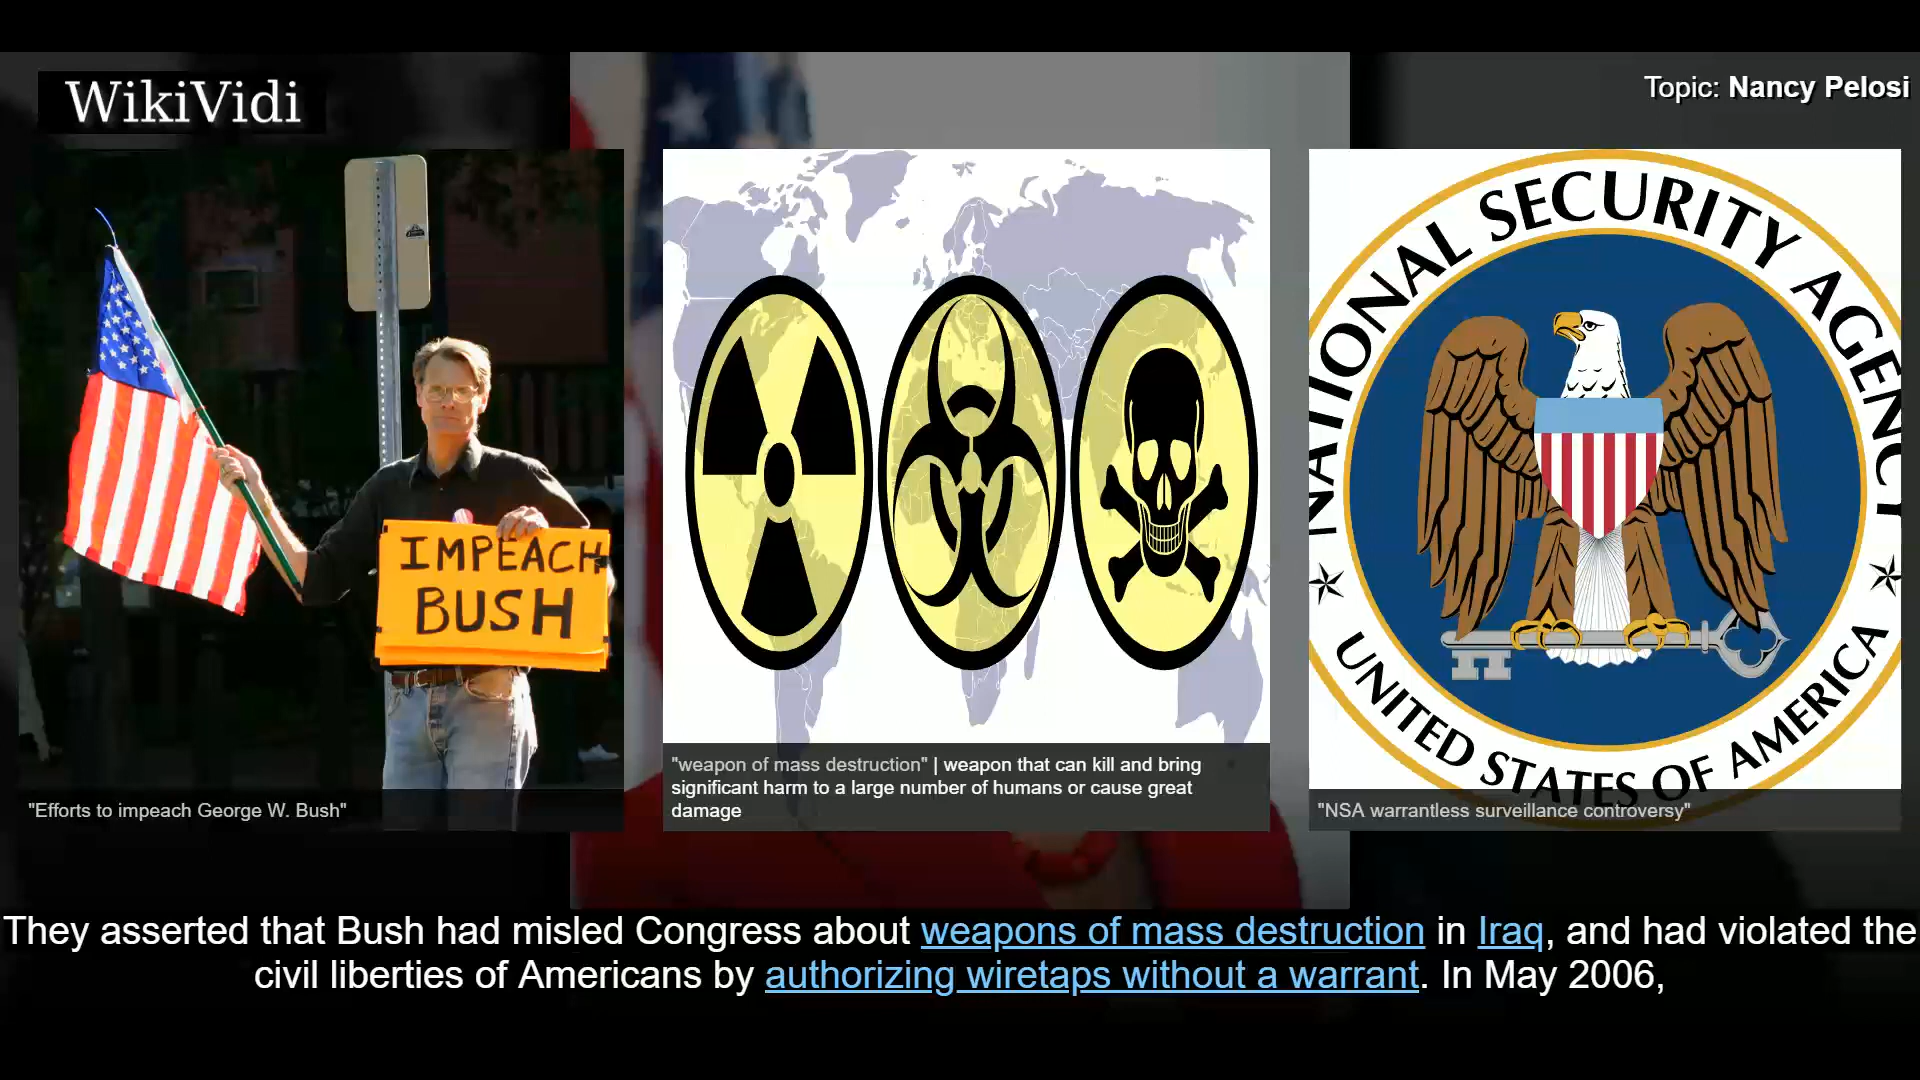 WikiVidi
Topic: Nancy Pelosi
IMPEACH
BUSH
"Efforts to impeach George W. Bush"
"weapon of mass destruction" | weapon that can kill and bring
significant harm to a large number of humans or cause great
damage
NATIONAL SECURITY AGENCY
UNITED STATES OF AMERICA
"NSA warrantless surveillance controversy"
They asserted that Bush had misled Congress about weapons of mass destruction in Iraq, and had violated the
civil liberties of Americans by authorizing wiretaps without a warrant. In May 2006,